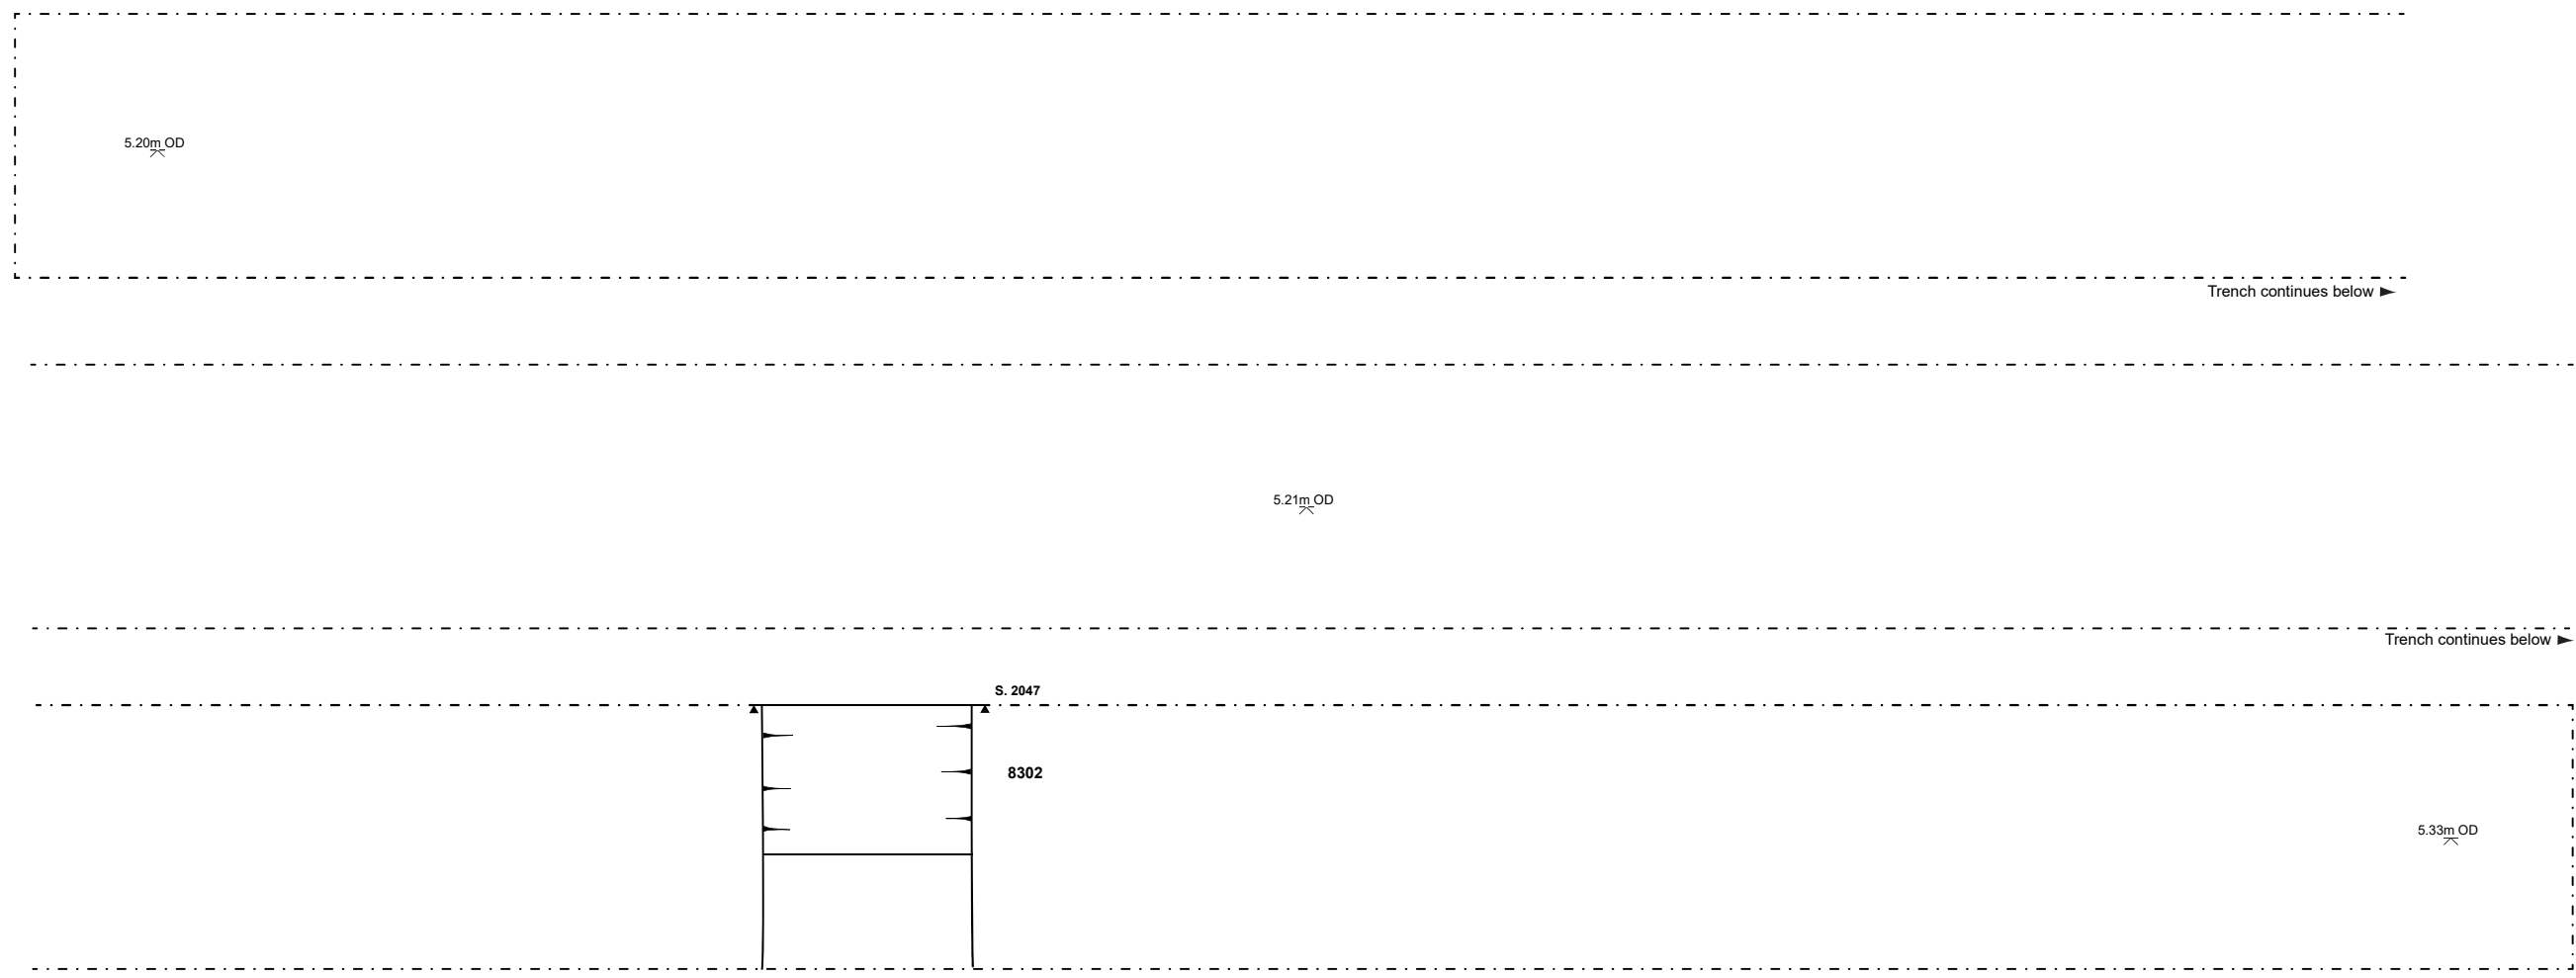 5.20m OD
Trench continues below
5.21m OD
Trench continues below
S. 2047
8302
5.33m OD